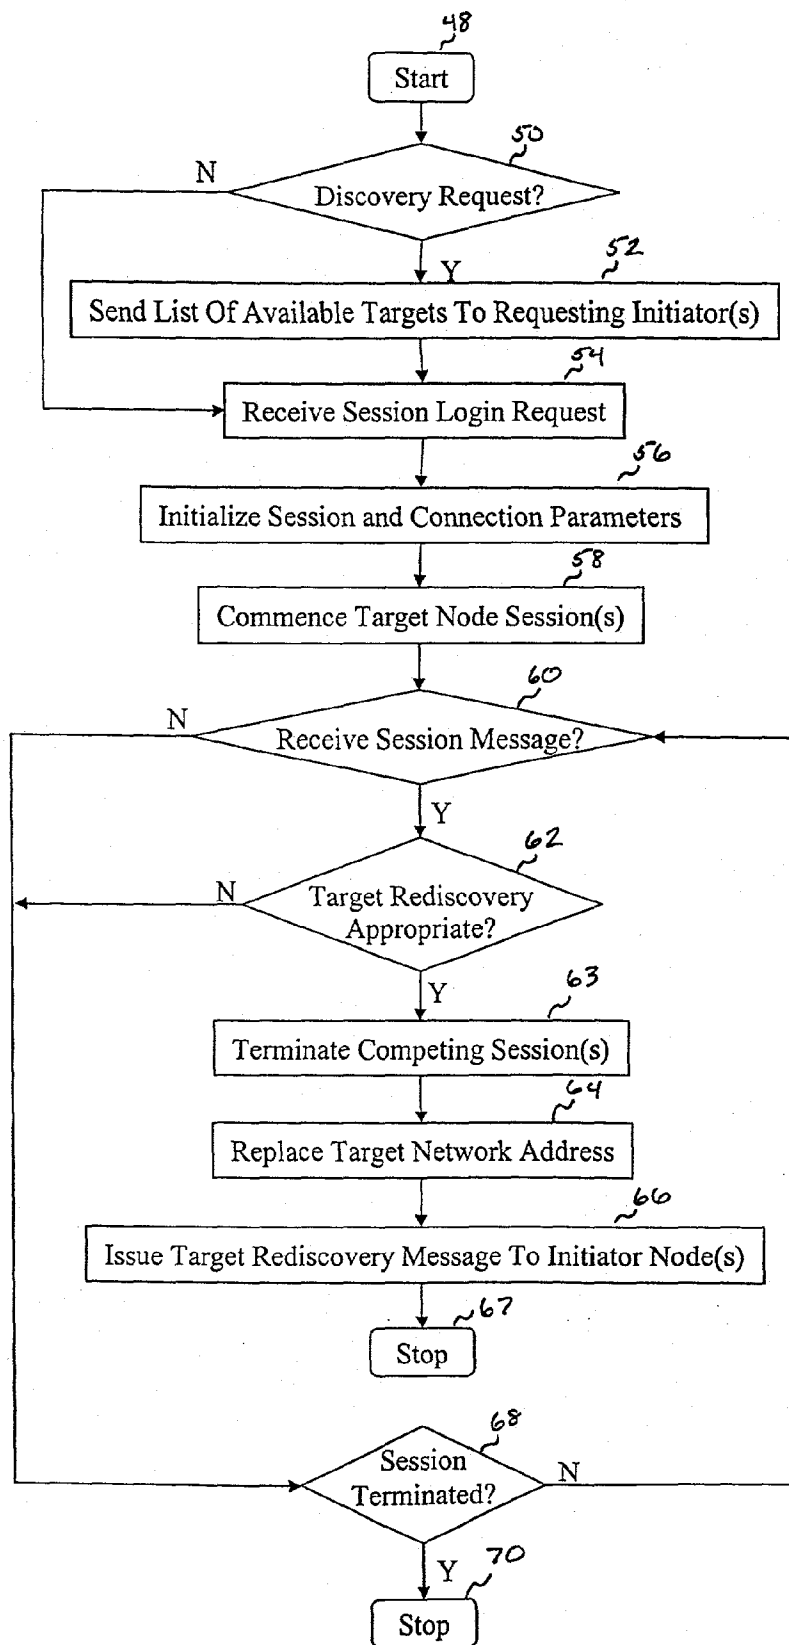 48
Start
50
N
Discovery Request?
Y
52
Send List Of Available Targets To Requesting Initiator(s)
54
Receive Session Login Request
56
Initialize Session and Connection Parameters
58
Commence Target Node Session(s)
60
N
Receive Session Message?
Y
62
N
Target Rediscovery
Appropriate?
Y
63
Terminate Competing Session(s)
64
Replace Target Network Address
66
Issue Target Rediscovery Message To Initiator Node(s)
67
Stop
68
Session
Terminated?
N
Y
70
Stop